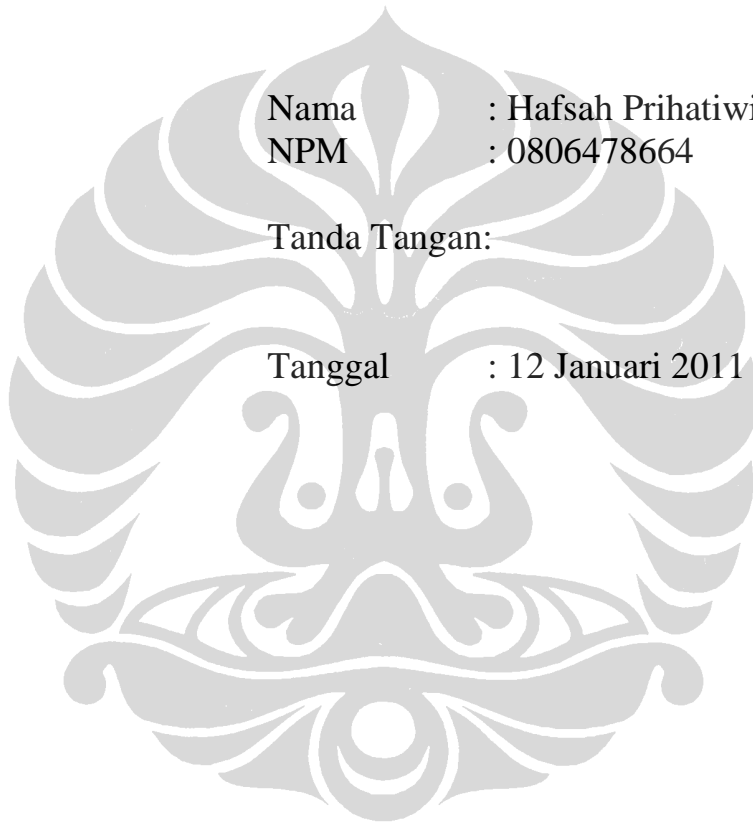 Nama : Hafsah Prihatiwi
NPM : 0806478664
Tanda Tangan:
Tanggal : 12 Januari 2011